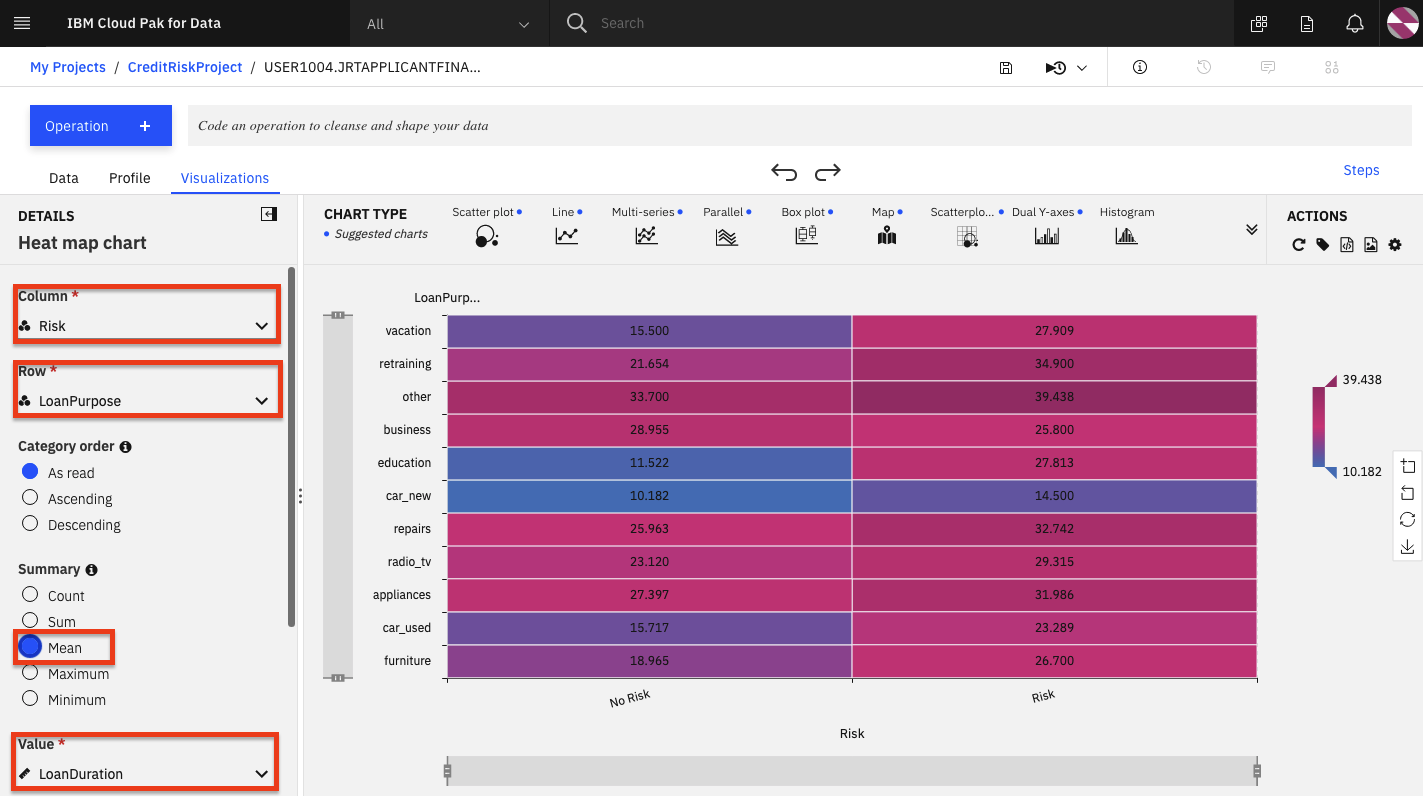 IBM Cloud Pak for Data
All
Search
My Projects / CreditRiskProject / USER1004.JRTAPPLICANTFINA...
Operation +
Code an operation to cleanse and shape your data
Data Profile Visualizations
Steps
DETAILS
Heat map chart
CHART TYPE
Suggested charts
Scatter plot
Line
Multi-series
Parallel
Box plot
Map
Scatterplo...
Dual Y-axes
Histogram
ACTIONS
Column *
Risk
Row *
LoanPurpose
Category order
As read
Ascending
Descending
Summary
Count
Sum
Mean
Maximum
Minimum
Value *
LoanDuration
LoanPurp...
vacation 15.500 27.909
retraining 21.654 34.900
other 33.700 39.438
business 28.955 25.800
education 11.522 27.813
car_new 10.182 14.500
repairs 25.963 32.742
radio_tv 23.120 29.315
appliances 27.397 31.986
car_used 15.717 23.289
furniture 18.965 26.700
No Risk Risk
Risk
39.438
10.182